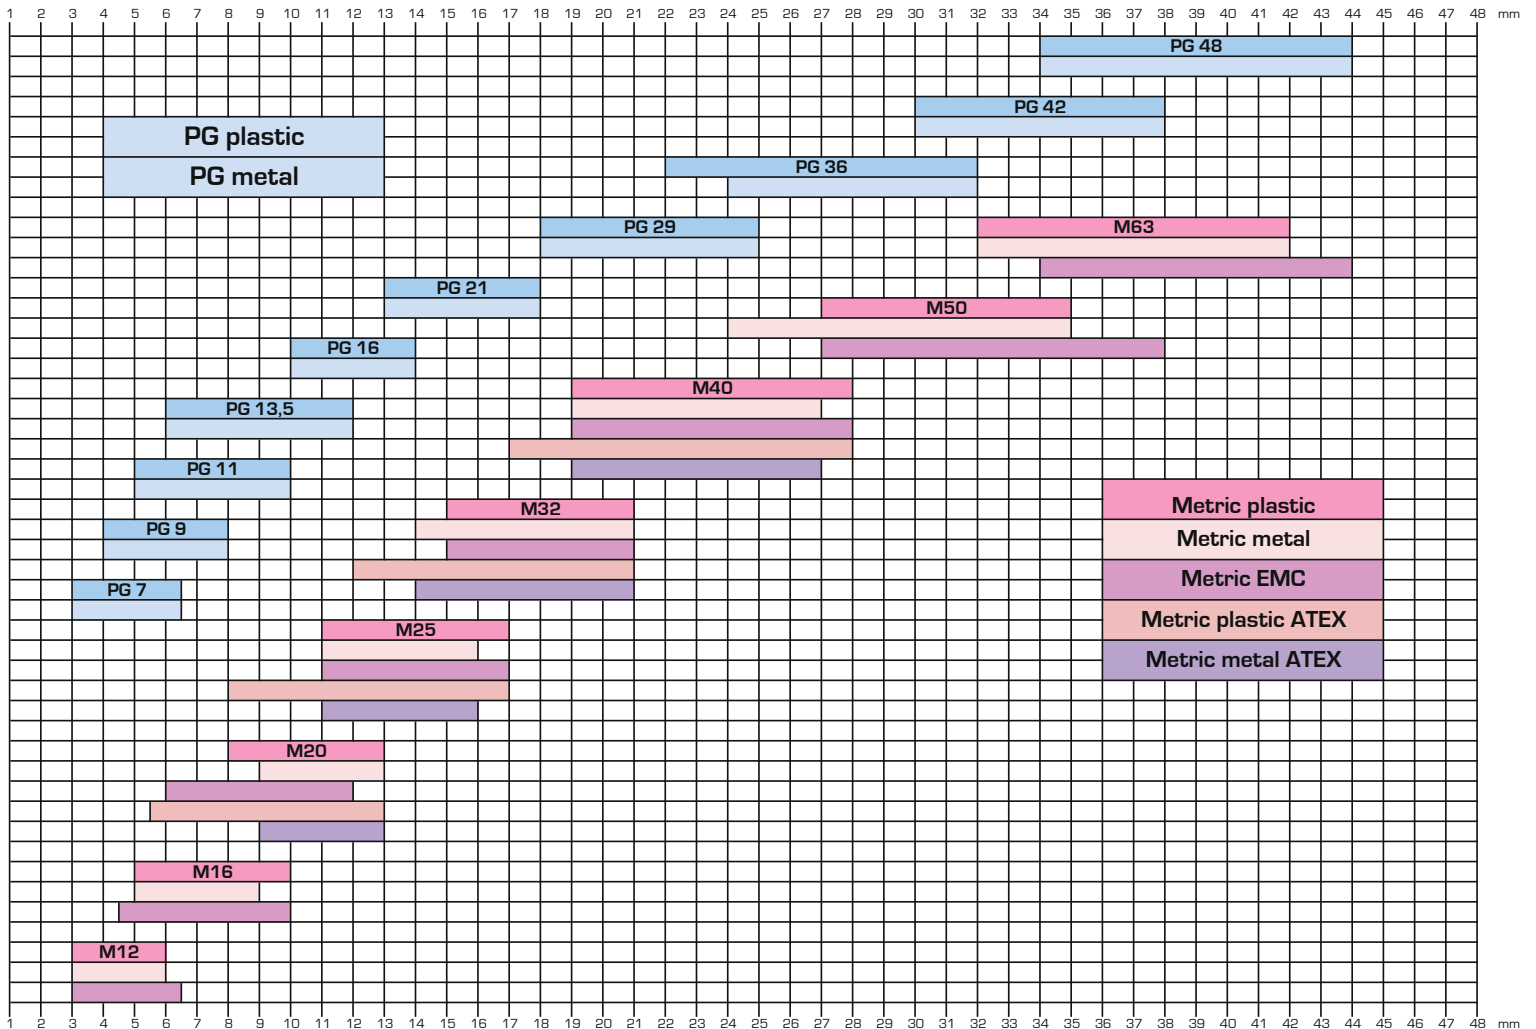 1 2 3 4 5 6 7 8 9 10 11 12 13 14 15 16 17 18 19 20 21 22 23 24 25 26 27 28 29 30 31 32 33 34 35 36 37 38 39 40 41 42 43 44 45 46 47 48 mm
PG 48
PG 42
PG plastic
PG 36
PG metal
PG 29 M63
PG 21
M50
PG 16
M40
PG 13,5
PG 11
M32 Metric plastic
PG 9
Metric metal
Metric EMC
PG 7
Metric plastic ATEX
M25
Metric metal ATEX
M20
M16
M12
1 2 3 4 5 6 7 8 9 10 11 12 13 14 15 16 17 18 19 20 21 22 23 24 25 26 27 28 29 30 31 32 33 34 35 36 37 38 39 40 41 42 43 44 45 46 47 48 mm